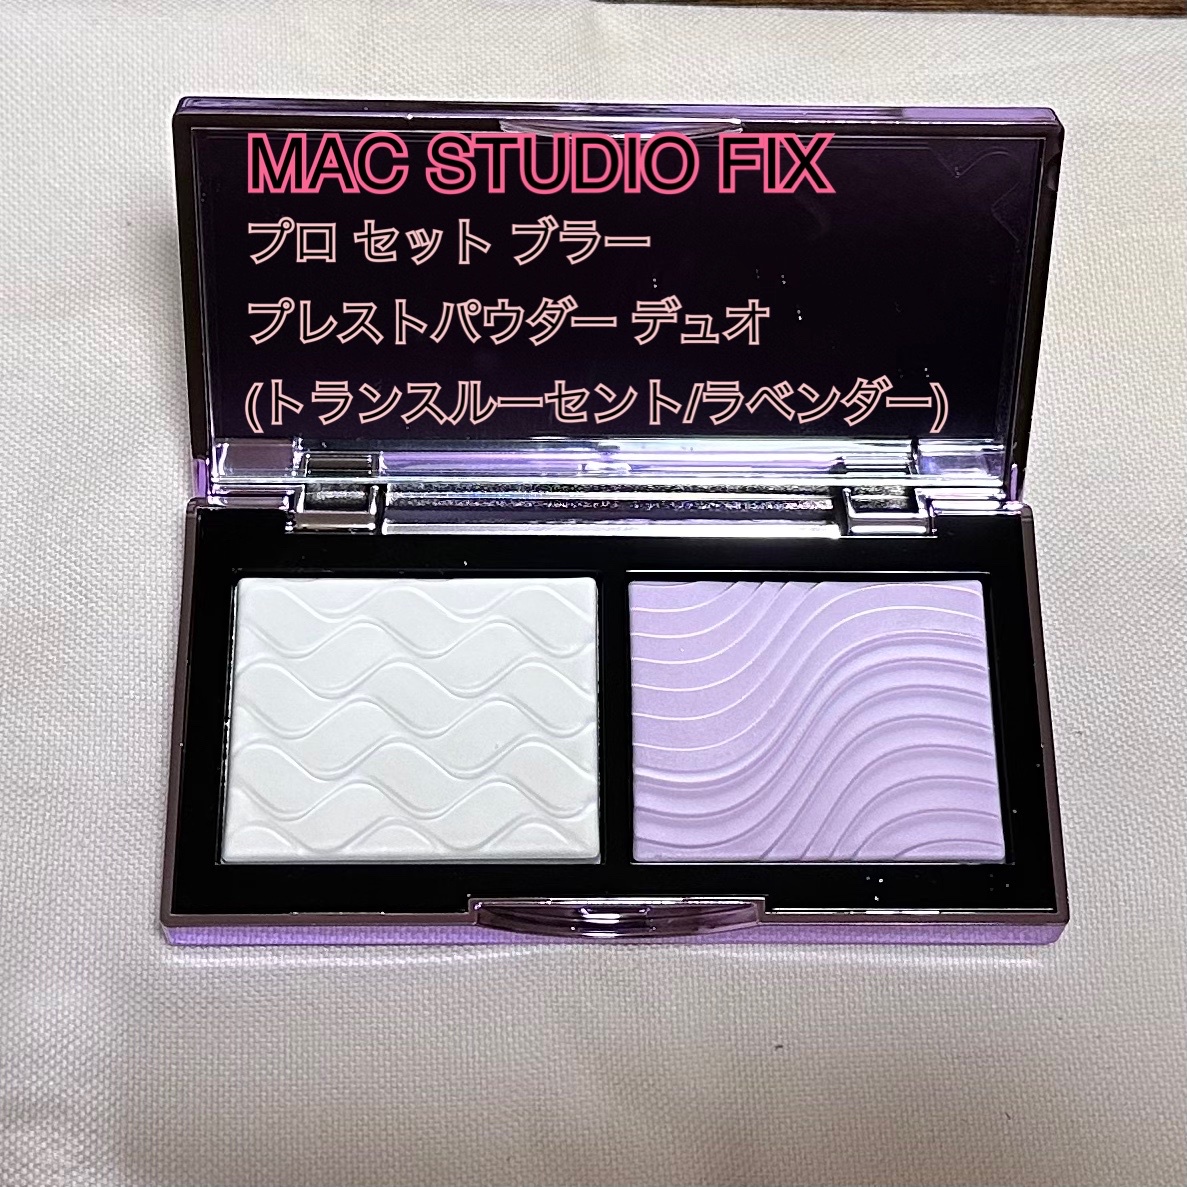 MAC STUDIO FIX
プロ セット ブラー
プレストパウダー デュオ
(トランスルーセント/ラベンダー)